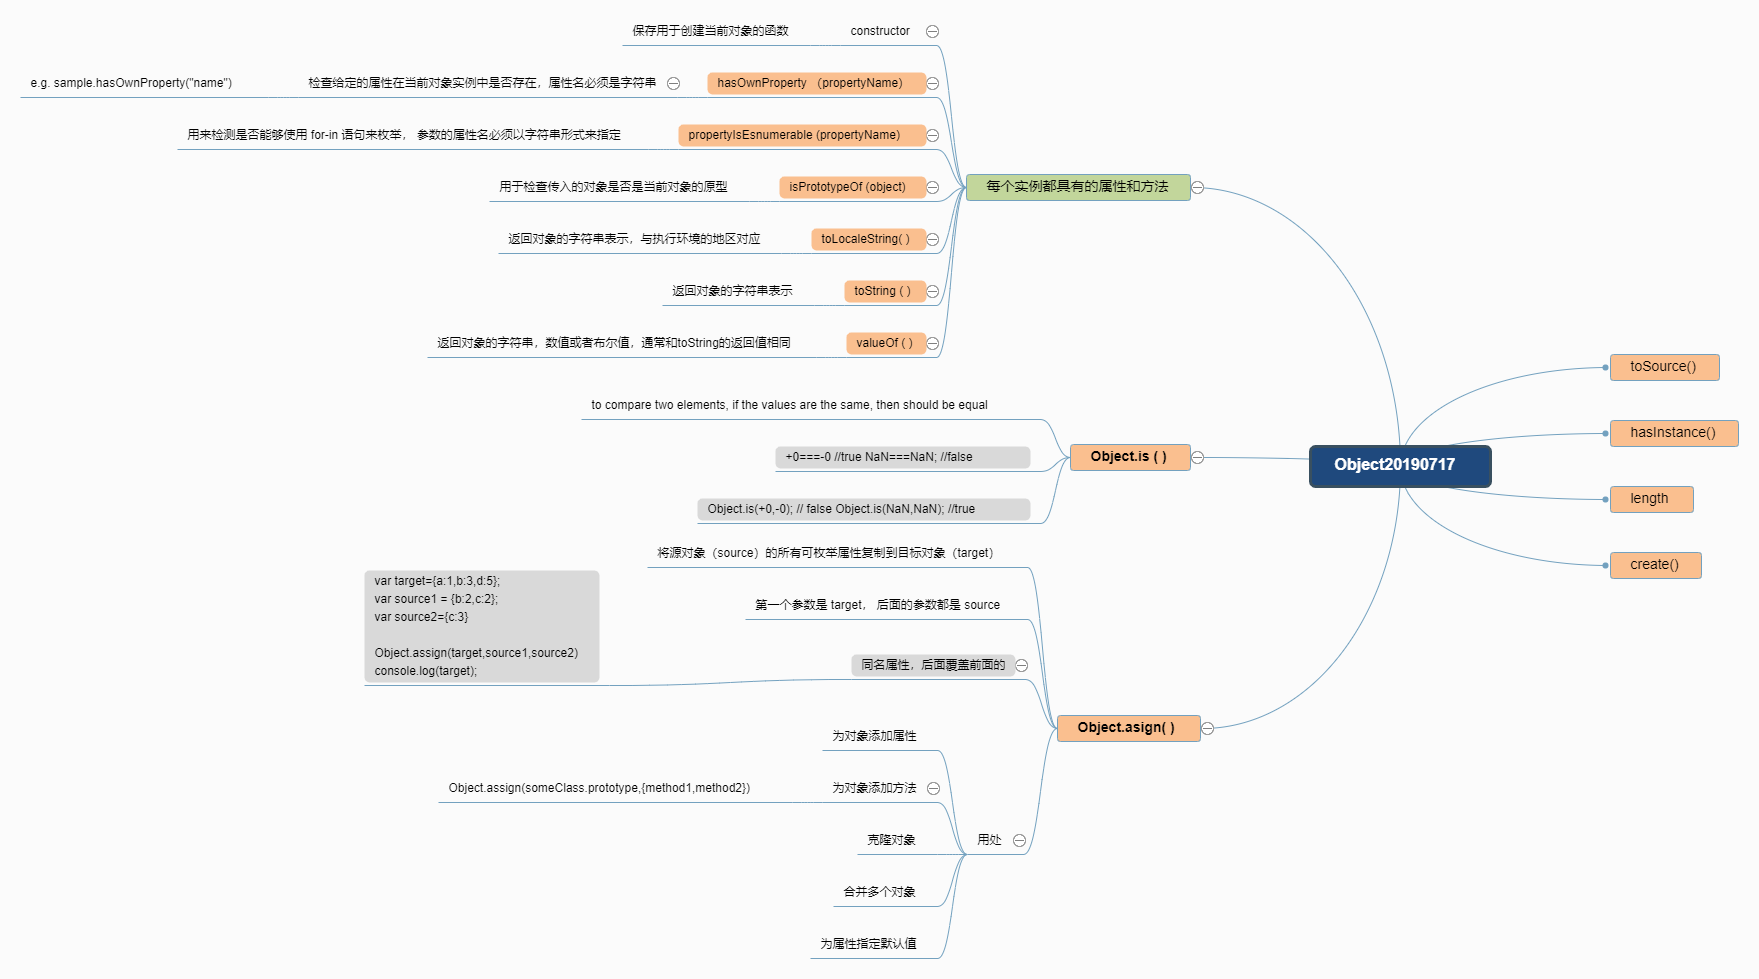 保存用于创建当前对象的函数 constructor
e.g. sample.hasOwnProperty("name") 检查给定的属性在当前对象实例中是否存在，属性名必须是字符串 hasOwnProperty （propertyName）
用来检测是否能够使用 for-in 语句来枚举， 参数的属性名必须以字符串形式来指定 propertyIsEsnumerable (propertyName)
用于检查传入的对象是否是当前对象的原型 isPrototypeOf (object)
每个实例都具有的属性和方法
返回对象的字符串表示，与执行环境的地区对应 toLocaleString( )
返回对象的字符串表示 toString ( )
返回对象的字符串，数值或者布尔值，通常和toString的返回值相同 valueOf ( )
to compare two elements, if the values are the same, then should be equal
+0===-0 //true NaN===NaN; //false
Object.is ( )
Object.is(+0,-0); // false Object.is(NaN,NaN); //true
将源对象（source）的所有可枚举属性复制到目标对象（target）
第一个参数是 target， 后面的参数都是 source
同名属性，后面覆盖前面的
var target={a:1,b:3,d:5};
var source1 = {b:2,c:2};
var source2={c:3}
Object.assign(target,source1,source2)
console.log(target);
Object.asign( )
为对象添加属性
Object.assign(someClass.prototype,{method1,method2}) 为对象添加方法
克隆对象
用处
合并多个对象
为属性指定默认值
Object20190717
toSource()
hasInstance()
length
create()